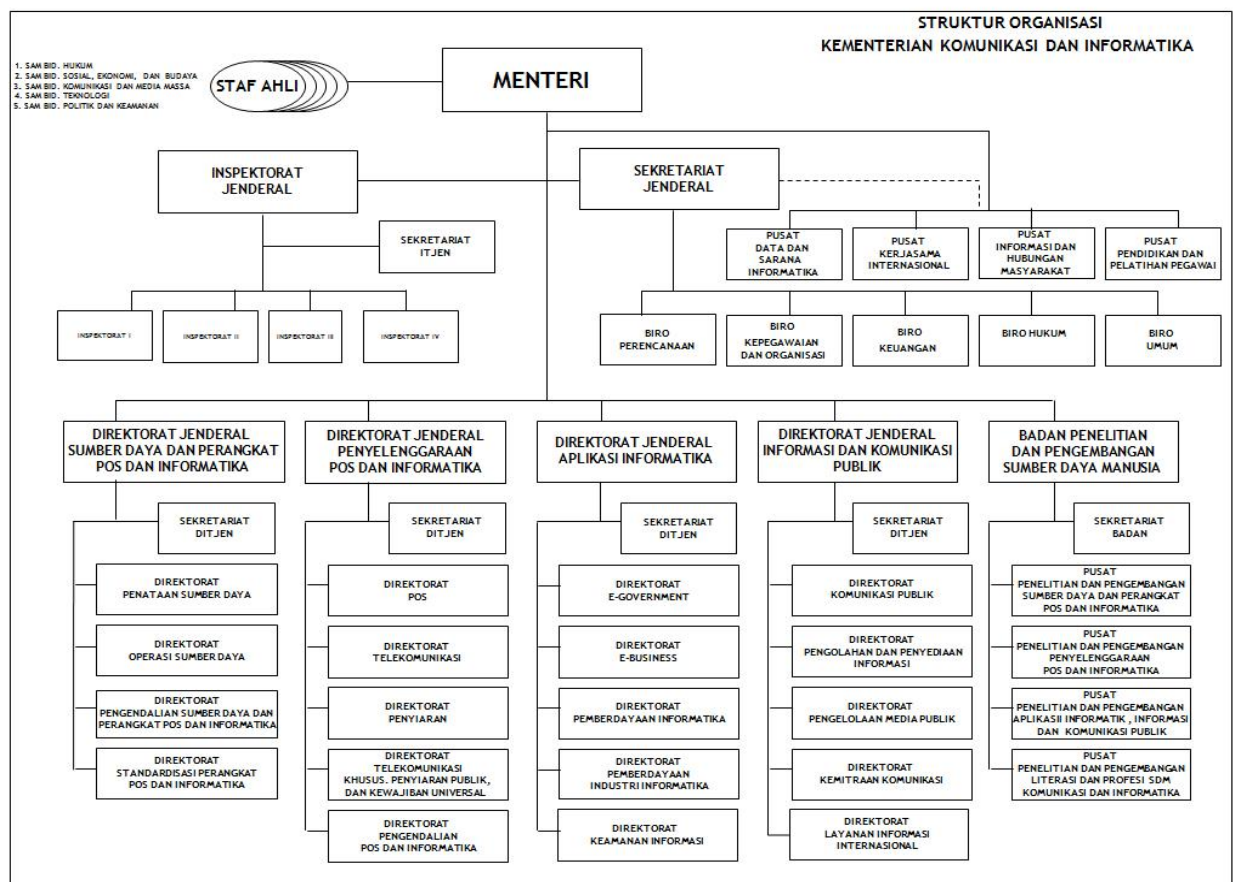 STRUKTUR ORGANISASI
KEMENTERIAN KOMUNIKASI DAN INFORMATIKA
1. SAM BID. HUKUM
2. SAM BID. SOSIAL, EKONOMI, DAN BUDAYA
3. SAM BID. KOMUNIKASI DAN MEDIA MASSA
4. SAM BID. TEKNOLOGI
5. SAM BID. POLITIK DAN KEAMANAN
STAF AHLI
MENTERI
INSPEKTORAT
JENDERAL
SEKRETARIAT
JENDERAL
SEKRETARIAT
ITJEN
PUSAT
DATA DAN
SARANA
INFORMATIKA
PUSAT
KERJASAMA
INTERNASIONAL
PUSAT
INFORMASI DAN
HUBUNGAN
MASYARAKAT
PUSAT
PENDIDIKAN DAN
PELATIHAN PEGAWAI
INSPEKTORAT I
INSPEKTORAT II
INSPEKTORAT III
INSPEKTORAT IV
BIRO
PERENCANAAN
BIRO
KEPEGAWAIAN
DAN ORGANISASI
BIRO
KEUANGAN
BIRO HUKUM
BIRO
UMUM
DIREKTORAT JENDERAL
SUMBER DAYA DAN PERANGKAT
POS DAN INFORMATIKA
DIREKTORAT JENDERAL
PENYELENGGARAAN
POS DAN INFORMATIKA
DIREKTORAT JENDERAL
APLIKASI INFORMATIKA
DIREKTORAT JENDERAL
INFORMASI DAN KOMUNIKASI
PUBLIK
BADAN PENELITIAN
DAN PENGEMBANGAN
SUMBER DAYA MANUSIA
SEKRETARIAT
DITJEN
SEKRETARIAT
DITJEN
SEKRETARIAT
DITJEN
SEKRETARIAT
DITJEN
SEKRETARIAT
BADAN
DIREKTORAT
PENATAAN SUMBER DAYA
DIREKTORAT
POS
DIREKTORAT
E-GOVERNMENT
DIREKTORAT
KOMUNIKASI PUBLIK
PUSAT
PENELITIAN DAN PENGEMBANGAN
SUMBER DAYA DAN PERANGKAT
POS DAN INFORMATIKA
DIREKTORAT
OPERASI SUMBER DAYA
DIREKTORAT
TELEKOMUNIKASI
DIREKTORAT
E-BUSINESS
DIREKTORAT
PENGOLAHAN DAN PENYEDIAAN
INFORMASI
PUSAT
PENELITIAN DAN PENGEMBANGAN
PENYELENGGARAAN
POS DAN INFORMATIKA
DIREKTORAT
PENGENDALIAN SUMBER DAYA DAN
PERANGKAT POS DAN INFORMATIKA
DIREKTORAT
PENYIARAN
DIREKTORAT
PEMBERDAYAAN INFORMATIKA
DIREKTORAT
PENGELOLAAN MEDIA PUBLIK
PUSAT
PENELITIAN DAN PENGEMBANGAN
APLIKASII INFORMATIK , INFORMASI
DAN KOMUNIKASI PUBLIK
DIREKTORAT
STANDARDISASI PERANGKAT
POS DAN INFORMATIKA
DIREKTORAT
TELEKOMUNIKASI
KHUSUS. PENYIARAN PUBLIK,
DAN KEWAJIBAN UNIVERSAL
DIREKTORAT
PEMBERDAYAAN
INDUSTRI INFORMATIKA
DIREKTORAT
KEMITRAAN KOMUNIKASI
PUSAT
PENELITIAN DAN PENGEMBANGAN
LITERASI DAN PROFESI SDM
KOMUNIKASI DAN INFORMATIKA
DIREKTORAT
PENGENDALIAN
POS DAN INFORMATIKA
DIREKTORAT
KEAMANAN INFORMASI
DIREKTORAT
LAYANAN INFORMASI
INTERNASIONAL